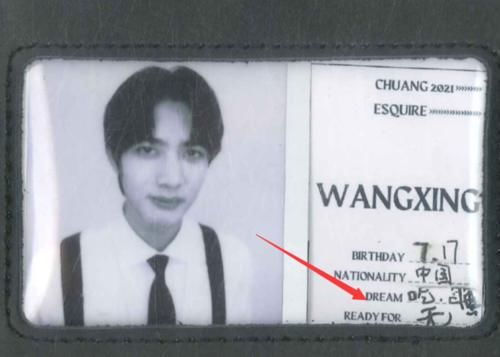 CHUANG 2021 »»»»»
ESQUIRE »»»»»»»»
WANGXING
BIRTHDAY 7.17
NATIONALITY 中国
DREAM 吃.
READY FOR